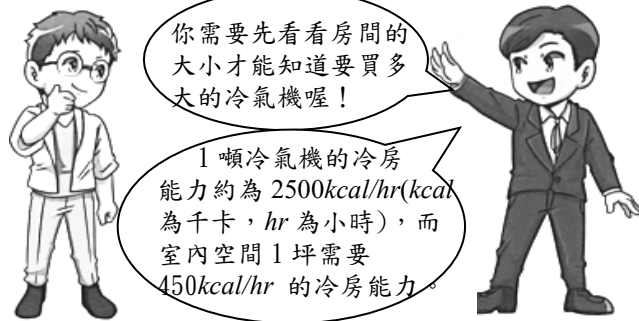 你需要先看看房間的
大小才能知道要買多
大的冷氣機喔！
1 噸冷氣機的冷房
能力約為 2500kcal/hr(kcal
為千卡，hr 為小時)，而
室內空間 1 坪需要
450kcal/hr 的冷房能力。